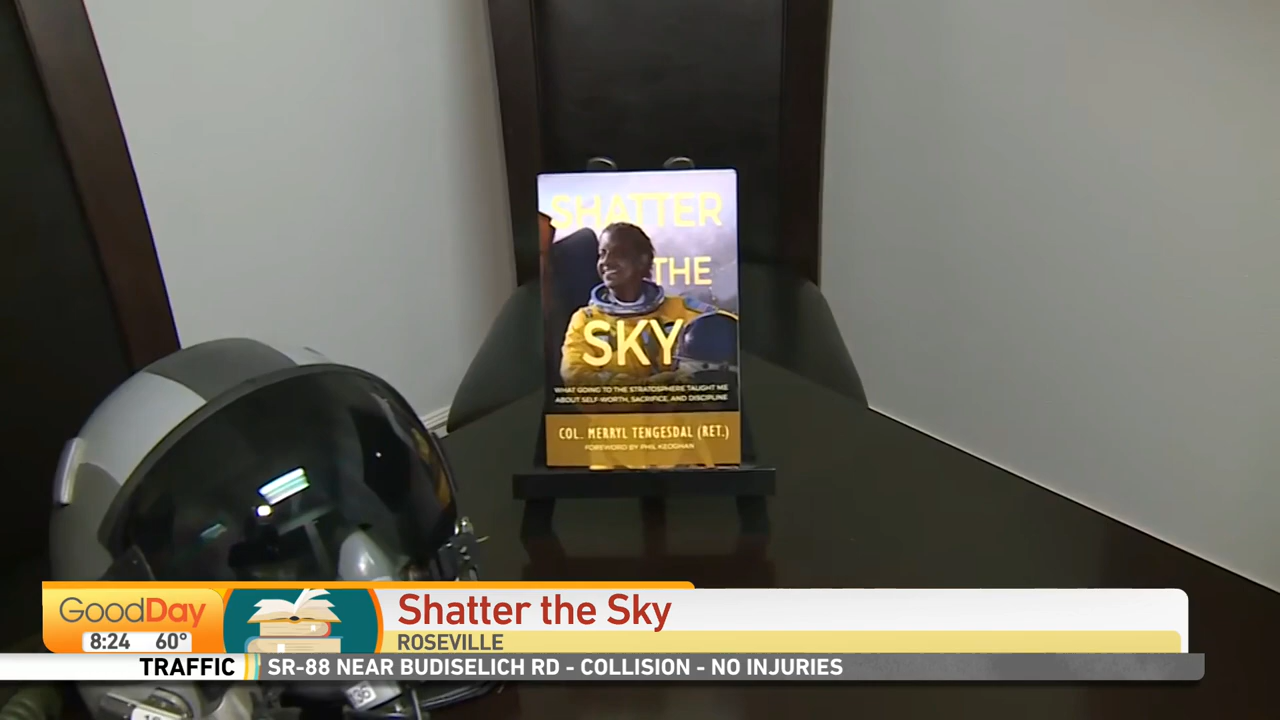 SHATTER
THE
SKY
WHAT GOING TO THE STRATOSPHERE TAUGHT ME
ABOUT SELF-WORTH, SACRIFICE, AND DISCIPLINE
COL. MERRYL TENGESDAL (RET.)
FOREWORD BY PHIL KEOGHAN
GoodDay
8:24 60°
Shatter the Sky
ROSEVILLE
TRAFFIC SR-88 NEAR BUDISELICH RD - COLLISION - NO INJURIES